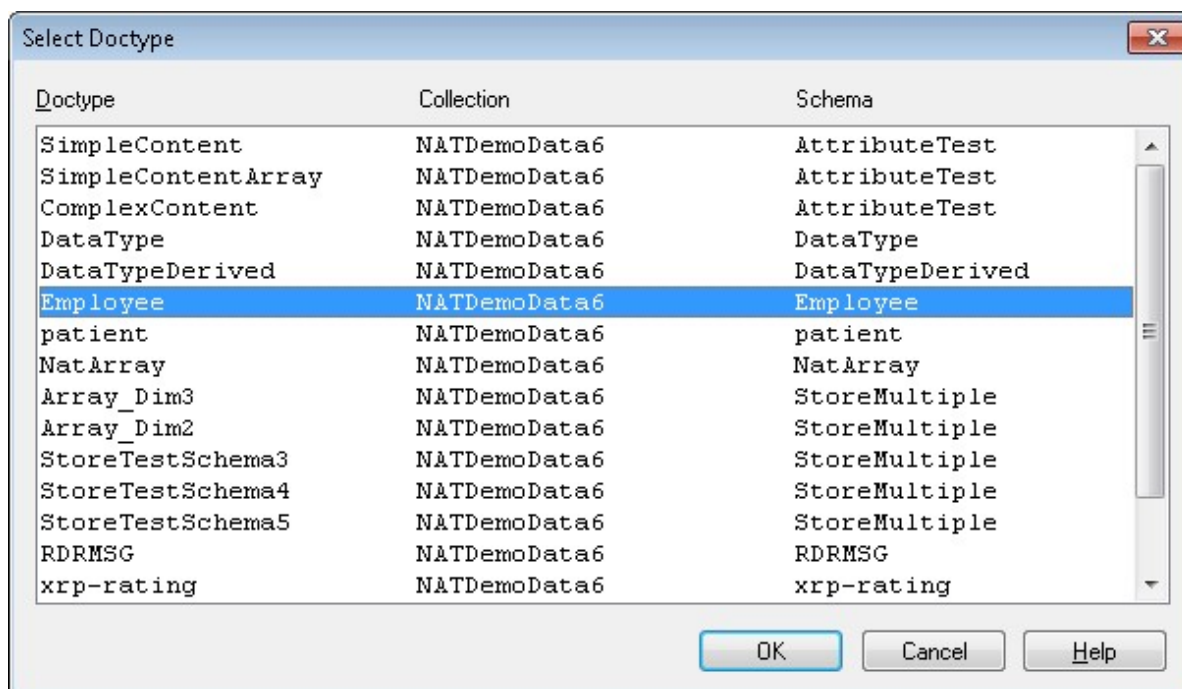 Select Doctype
Doctype Collection Schema
SimpleContent NATDemoData6 AttributeTest
SimpleContentArray NATDemoData6 AttributeTest
ComplexContent NATDemoData6 AttributeTest
DataType NATDemoData6 DataType
DataTypeDerived NATDemoData6 DataTypeDerived
Employee NATDemoData6 Employee
patient NATDemoData6 patient
NatArray NATDemoData6 NatArray
Array_Dim3 NATDemoData6 StoreMultiple
Array_Dim2 NATDemoData6 StoreMultiple
StoreTestSchema3 NATDemoData6 StoreMultiple
StoreTestSchema4 NATDemoData6 StoreMultiple
StoreTestSchema5 NATDemoData6 StoreMultiple
RDRMSG NATDemoData6 RDRMSG
xrp-rating NATDemoData6 xrp-rating
OK Cancel Help